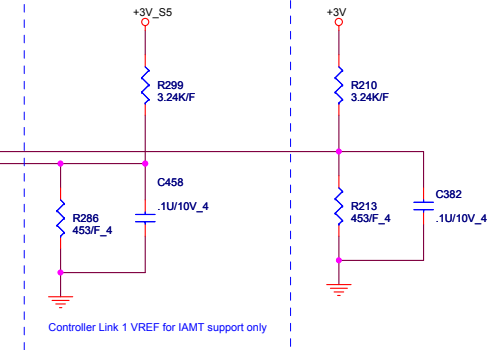 +3V_S5
+3V
R299
3.24K/F
R210
3.24K/F
C458
.1U/10V_4
R286
453/F_4
R213
453/F_4
C382
.1U/10V_4
Controller Link 1 VREF for IAMT support only